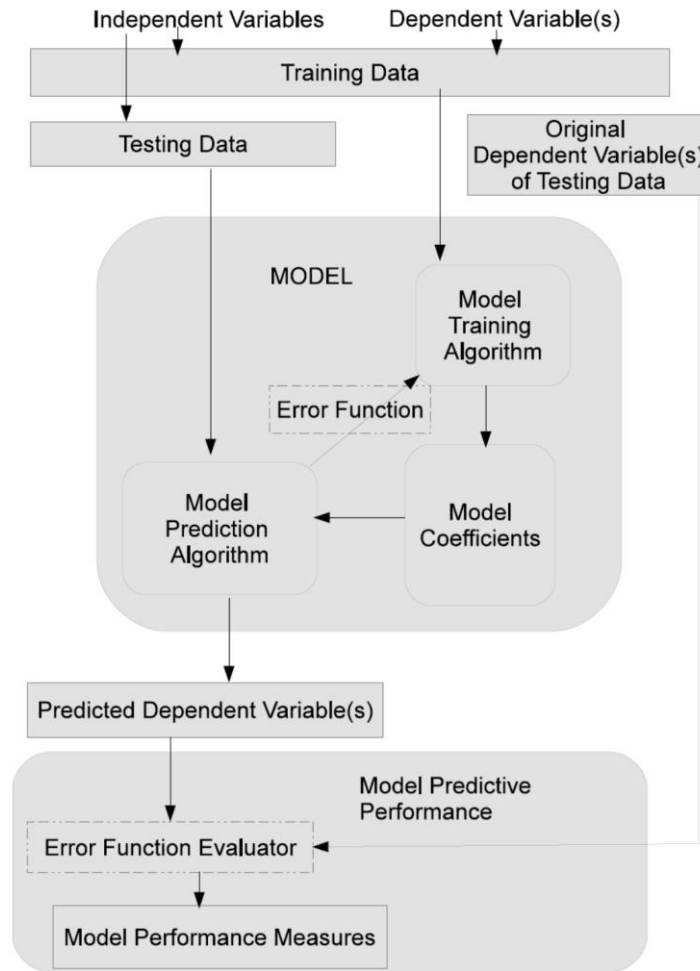 Independent Variables
Dependent Variable(s)
Training Data
Testing Data
Original
Dependent Variable(s)
of Testing Data
MODEL
Model
Training
Algorithm
Error Function
Model
Prediction
Algorithm
Model
Coefficients
Predicted Dependent Variable(s)
Model Predictive
Performance
Error Function Evaluator
Model Performance Measures